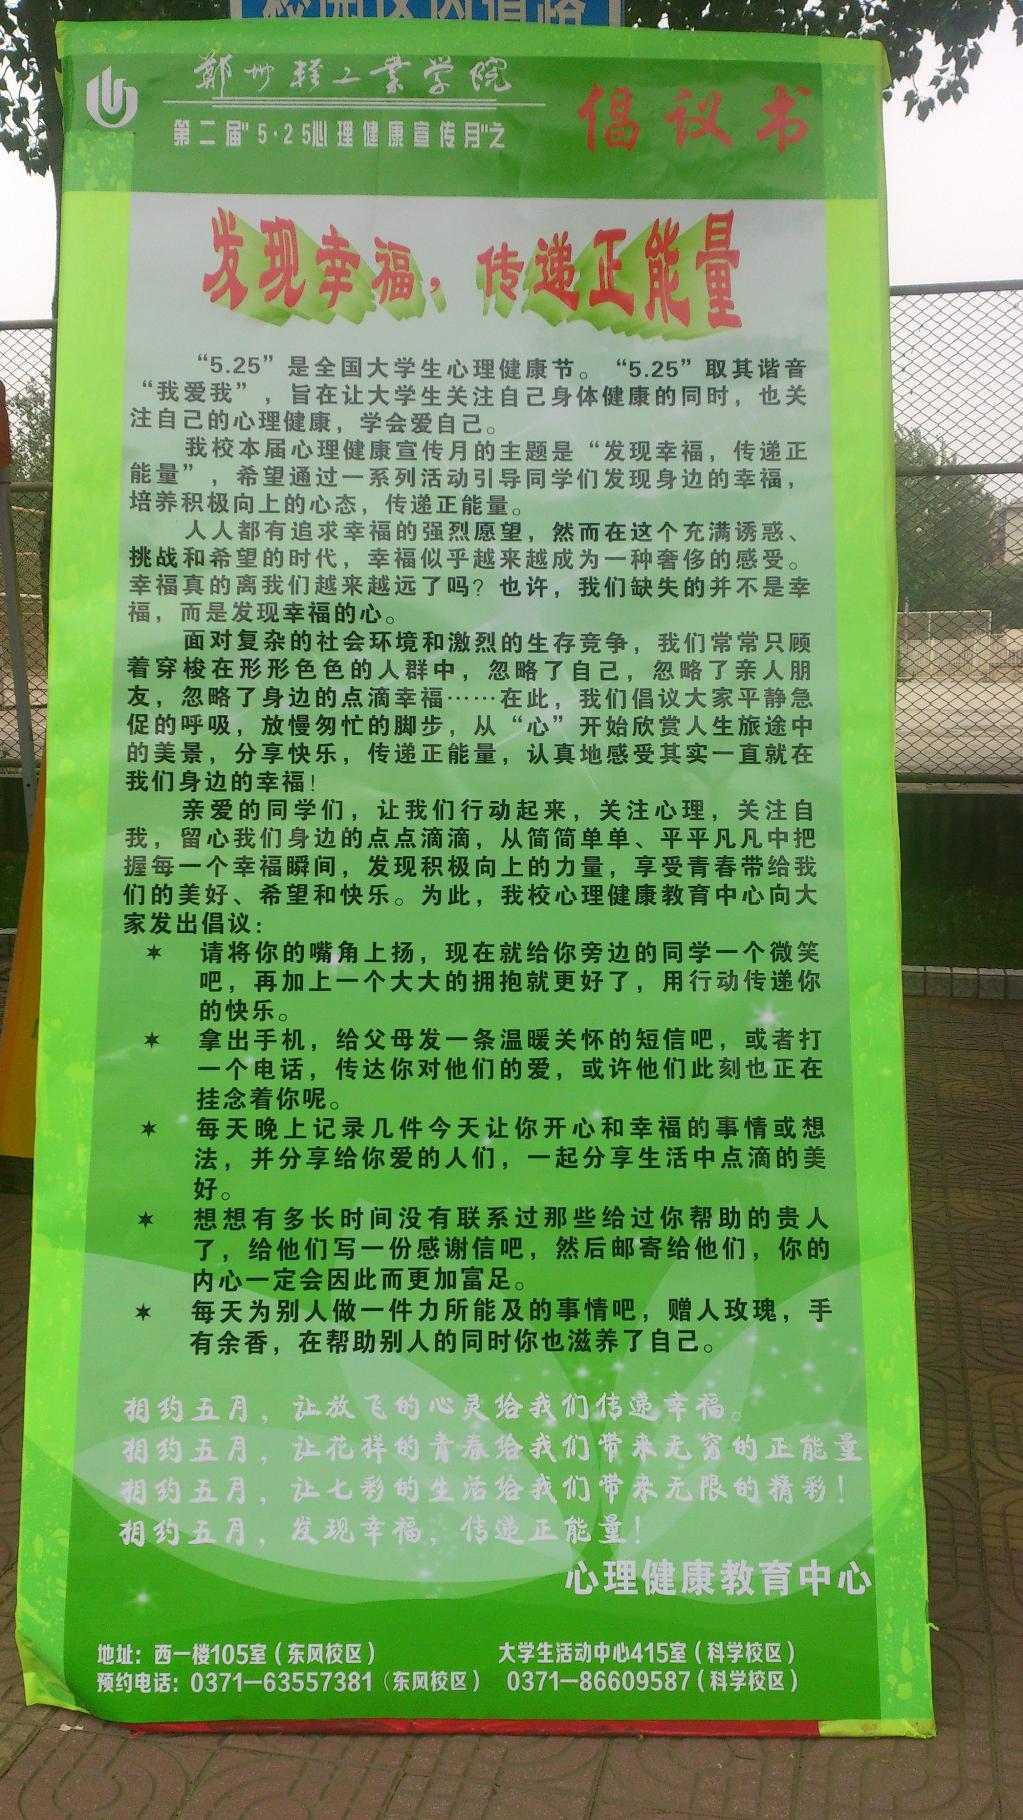 校园区内道路
郑州轻工业学院
第二届“5·25心理健康宣传月”之
倡议书
发现幸福，传递正能量
“5.25”是全国大学生心理健康节。“5.25”取其谐音
“我爱我”，旨在让大学生关注自己身体健康的同时，也关
注自己的心理健康，学会爱自己。
我校本届心理健康宣传月的主题是“发现幸福，传递正
能量”，希望通过一系列活动引导同学们发现身边的幸福，
培养积极向上的心态，传递正能量。
人人都有追求幸福的强烈愿望，然而在这个充满诱惑、
挑战和希望的时代，幸福似乎越来越成为一种奢侈的感受。
幸福真的离我们越来越远了吗？也许，我们缺失的并不是幸
福，而是发现幸福的心。
面对复杂的社会环境和激烈的生存竞争，我们常常只顾
着穿梭在形形色色的人群中，忽略了自己，忽略了亲人朋
友，忽略了身边的点滴幸福……在此，我们倡议大家平静急
促的呼吸，放慢匆忙的脚步，从“心”开始欣赏人生旅途中
的美景，分享快乐，传递正能量，认真地感受其实一直就在
我们身边的幸福！
亲爱的同学们，让我们行动起来，关注心理，关注自
我，留心我们身边的点点滴滴，从简简单单、平平凡凡中把
握每一个幸福瞬间，发现积极向上的力量，享受青春带给我
们的美好、希望和快乐。为此，我校心理健康教育中心向大
家发出倡议：
✶ 请将你的嘴角上扬，现在就给你旁边的同学一个微笑
吧，再加上一个大大的拥抱就更好了，用行动传递你
的快乐。
✶ 拿出手机，给父母发一条温暖关怀的短信吧，或者打
一个电话，传达你对他们的爱，或许他们此刻也正在
挂念着你呢。
✶ 每天晚上记录几件今天让你开心和幸福的事情或想
法，并分享给你爱的人们，一起分享生活中点滴的美
好。
✶ 想想有多长时间没有联系过那些给过你帮助的贵人
了，给他们写一份感谢信吧，然后邮寄给他们，你的
内心一定会因此而更加富足。
✶ 每天为别人做一件力所能及的事情吧，赠人玫瑰，手
有余香，在帮助别人的同时你也滋养了自己。
相约五月，让放飞的心灵给我们传递幸福。
相约五月，让花样的青春给我们带来无穷的正能量
相约五月，让七彩的生活给我们带来无限的精彩！
相约五月，发现幸福，传递正能量！
心理健康教育中心
地址：西一楼105室（东风校区） 大学生活动中心415室（科学校区）
预约电话：0371—63557381（东风校区） 0371—86609587（科学校区）